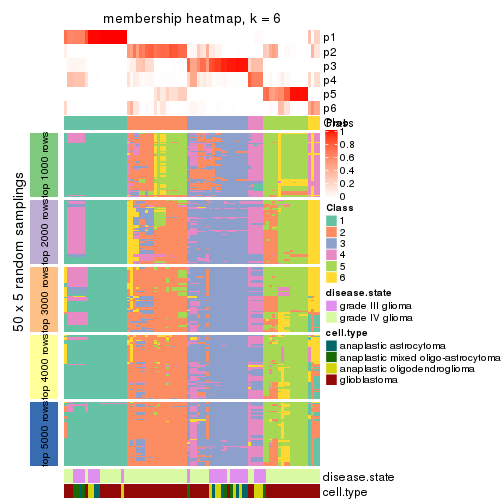 membership heatmap, k = 6
p1
p2
p3
p4
p5
p6
Class
Prob
1
0.8
0.6
0.4
0.2
0
Class
1
2
3
4
5
6
disease.state
grade III glioma
grade IV glioma
cell.type
anaplastic astrocytoma
anaplastic mixed oligo-astrocytoma
anaplastic oligodendroglioma
glioblastoma
50 x 5 random samplings
top 1000 rows
top 2000 rows
top 3000 rows
top 4000 rows
top 5000 rows
disease.state
cell.type